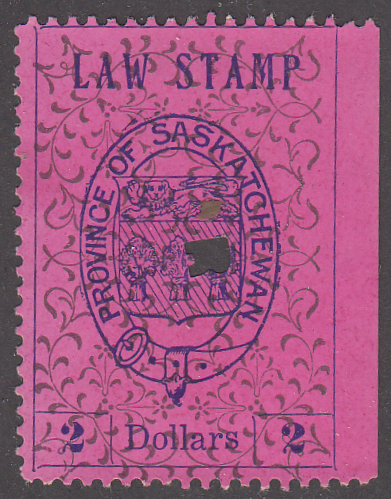 LAW STAMP
PROVINCE OF SASKATCHEWAN
2 Dollars 2